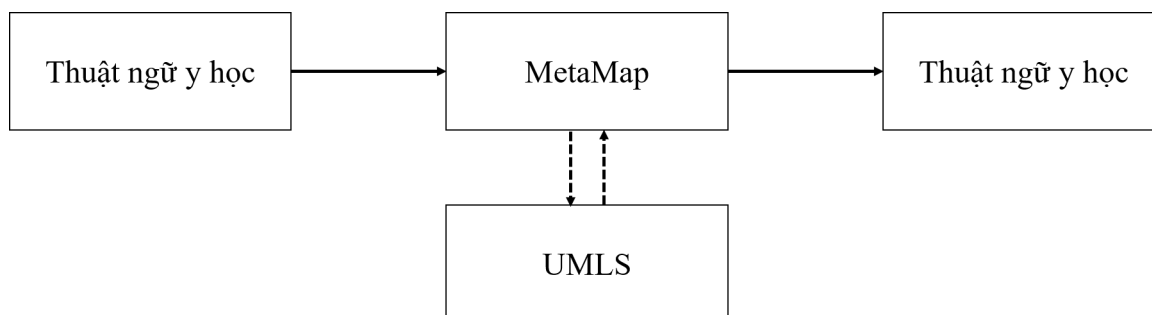 Thuật ngữ y học
MetaMap
Thuật ngữ y học
UMLS